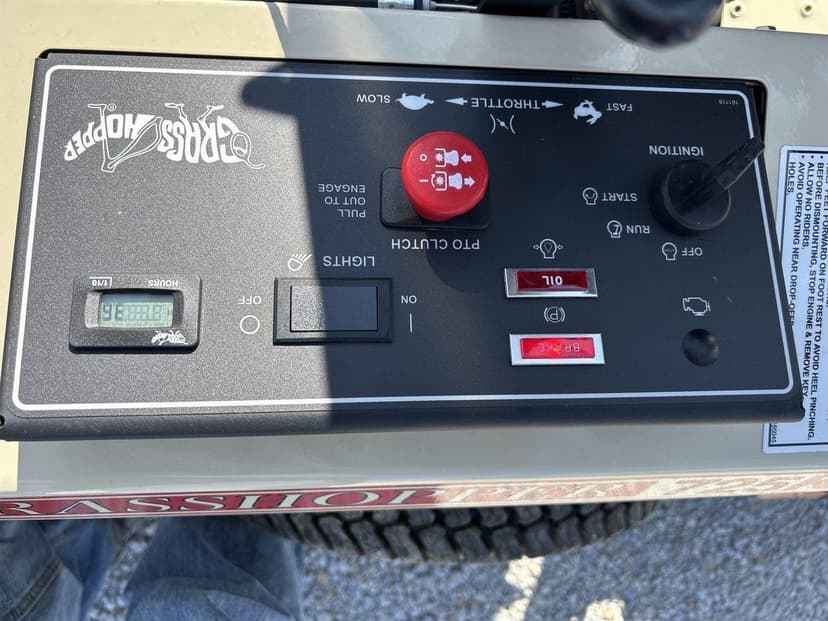 BRAKE
HOURS
1/10
OIL
ON
LIGHTS
OFF
OFF
RUN
START
IGNITION
PTO CLUTCH
PULL
OUT TO
ENGAGE
GRASSHOPPER®
FAST
THROTTLE
SLOW
161118
FORWARD ON FOOT REST TO AVOID HEEL PINCHING.
• BEFORE DISMOUNTING, STOP ENGINE & REMOVE KEY.
• ALLOW NO RIDERS.
• AVOID OPERATING NEAR DROP-OFFS,
HOLES.
RASSHOPPER